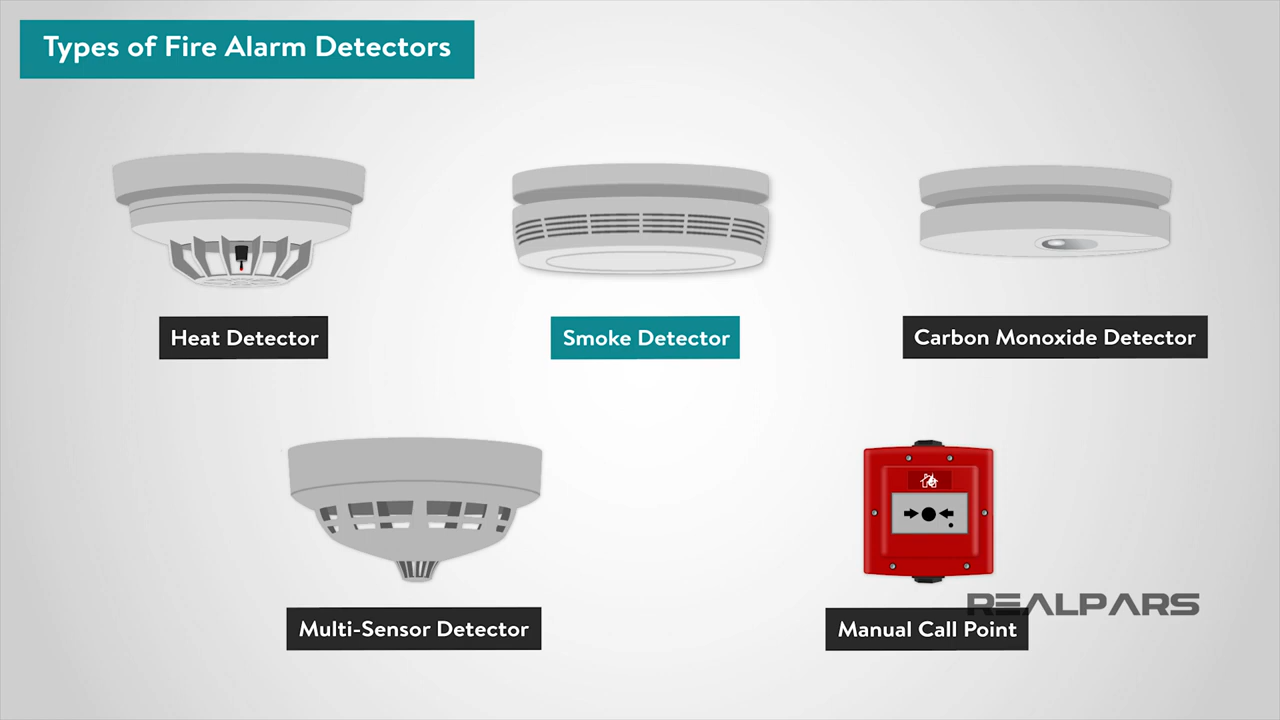 Types of Fire Alarm Detectors
Heat Detector
Smoke Detector
Carbon Monoxide Detector
Multi-Sensor Detector
Manual Call Point
REALPARS